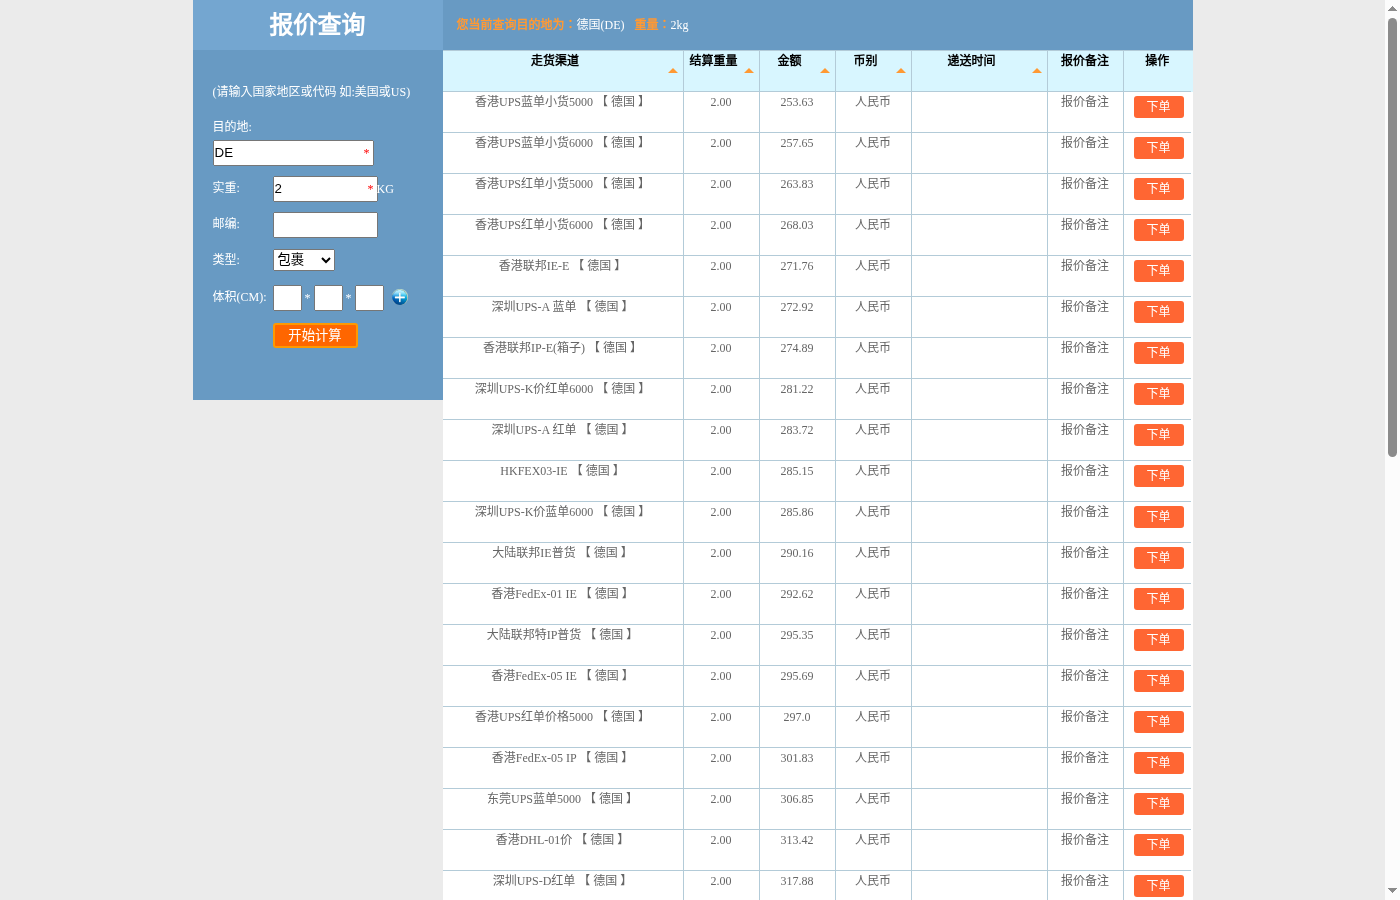 报价查询
您当前查询目的地为：德国(DE) 重量：2kg
(请输入国家地区或代码 如:美国或US)
目的地:
DE *
实重: 2 * KG
邮编:
类型: 包裹
体积(CM): * *
开始计算
走货渠道 结算重量 金额 币别 递送时间 报价备注 操作
香港UPS蓝单小货5000 【 德国 】 2.00 253.63 人民币 报价备注 下单
香港UPS蓝单小货6000 【 德国 】 2.00 257.65 人民币 报价备注 下单
香港UPS红单小货5000 【 德国 】 2.00 263.83 人民币 报价备注 下单
香港UPS红单小货6000 【 德国 】 2.00 268.03 人民币 报价备注 下单
香港联邦IE-E 【 德国 】 2.00 271.76 人民币 报价备注 下单
深圳UPS-A 蓝单 【 德国 】 2.00 272.92 人民币 报价备注 下单
香港联邦IP-E(箱子) 【 德国 】 2.00 274.89 人民币 报价备注 下单
深圳UPS-K价红单6000 【 德国 】 2.00 281.22 人民币 报价备注 下单
深圳UPS-A 红单 【 德国 】 2.00 283.72 人民币 报价备注 下单
HKFEX03-IE 【 德国 】 2.00 285.15 人民币 报价备注 下单
深圳UPS-K价蓝单6000 【 德国 】 2.00 285.86 人民币 报价备注 下单
大陆联邦IE普货 【 德国 】 2.00 290.16 人民币 报价备注 下单
香港FedEx-01 IE 【 德国 】 2.00 292.62 人民币 报价备注 下单
大陆联邦特IP普货 【 德国 】 2.00 295.35 人民币 报价备注 下单
香港FedEx-05 IE 【 德国 】 2.00 295.69 人民币 报价备注 下单
香港UPS红单价格5000 【 德国 】 2.00 297.0 人民币 报价备注 下单
香港FedEx-05 IP 【 德国 】 2.00 301.83 人民币 报价备注 下单
东莞UPS蓝单5000 【 德国 】 2.00 306.85 人民币 报价备注 下单
香港DHL-01价 【 德国 】 2.00 313.42 人民币 报价备注 下单
深圳UPS-D红单 【 德国 】 2.00 317.88 人民币 报价备注 下单